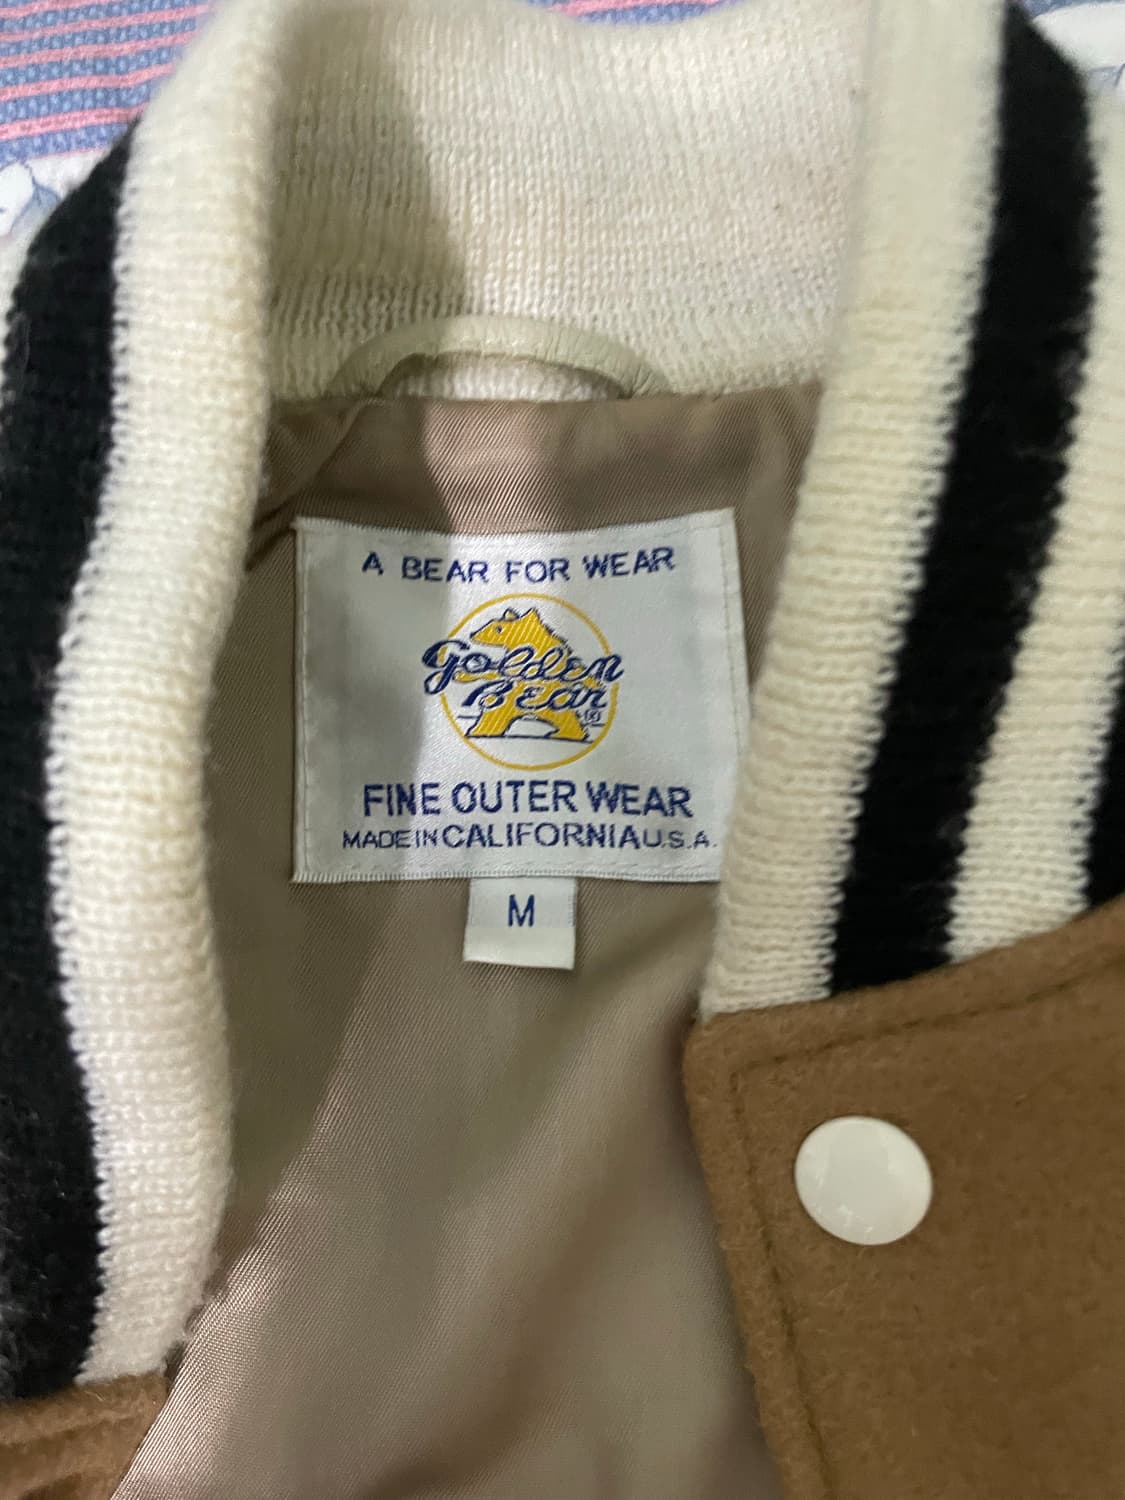 A BEAR FOR WEAR
Golden
Bear
®
FINE OUTER WEAR
MADE IN CALIFORNIA U.S.A.
M